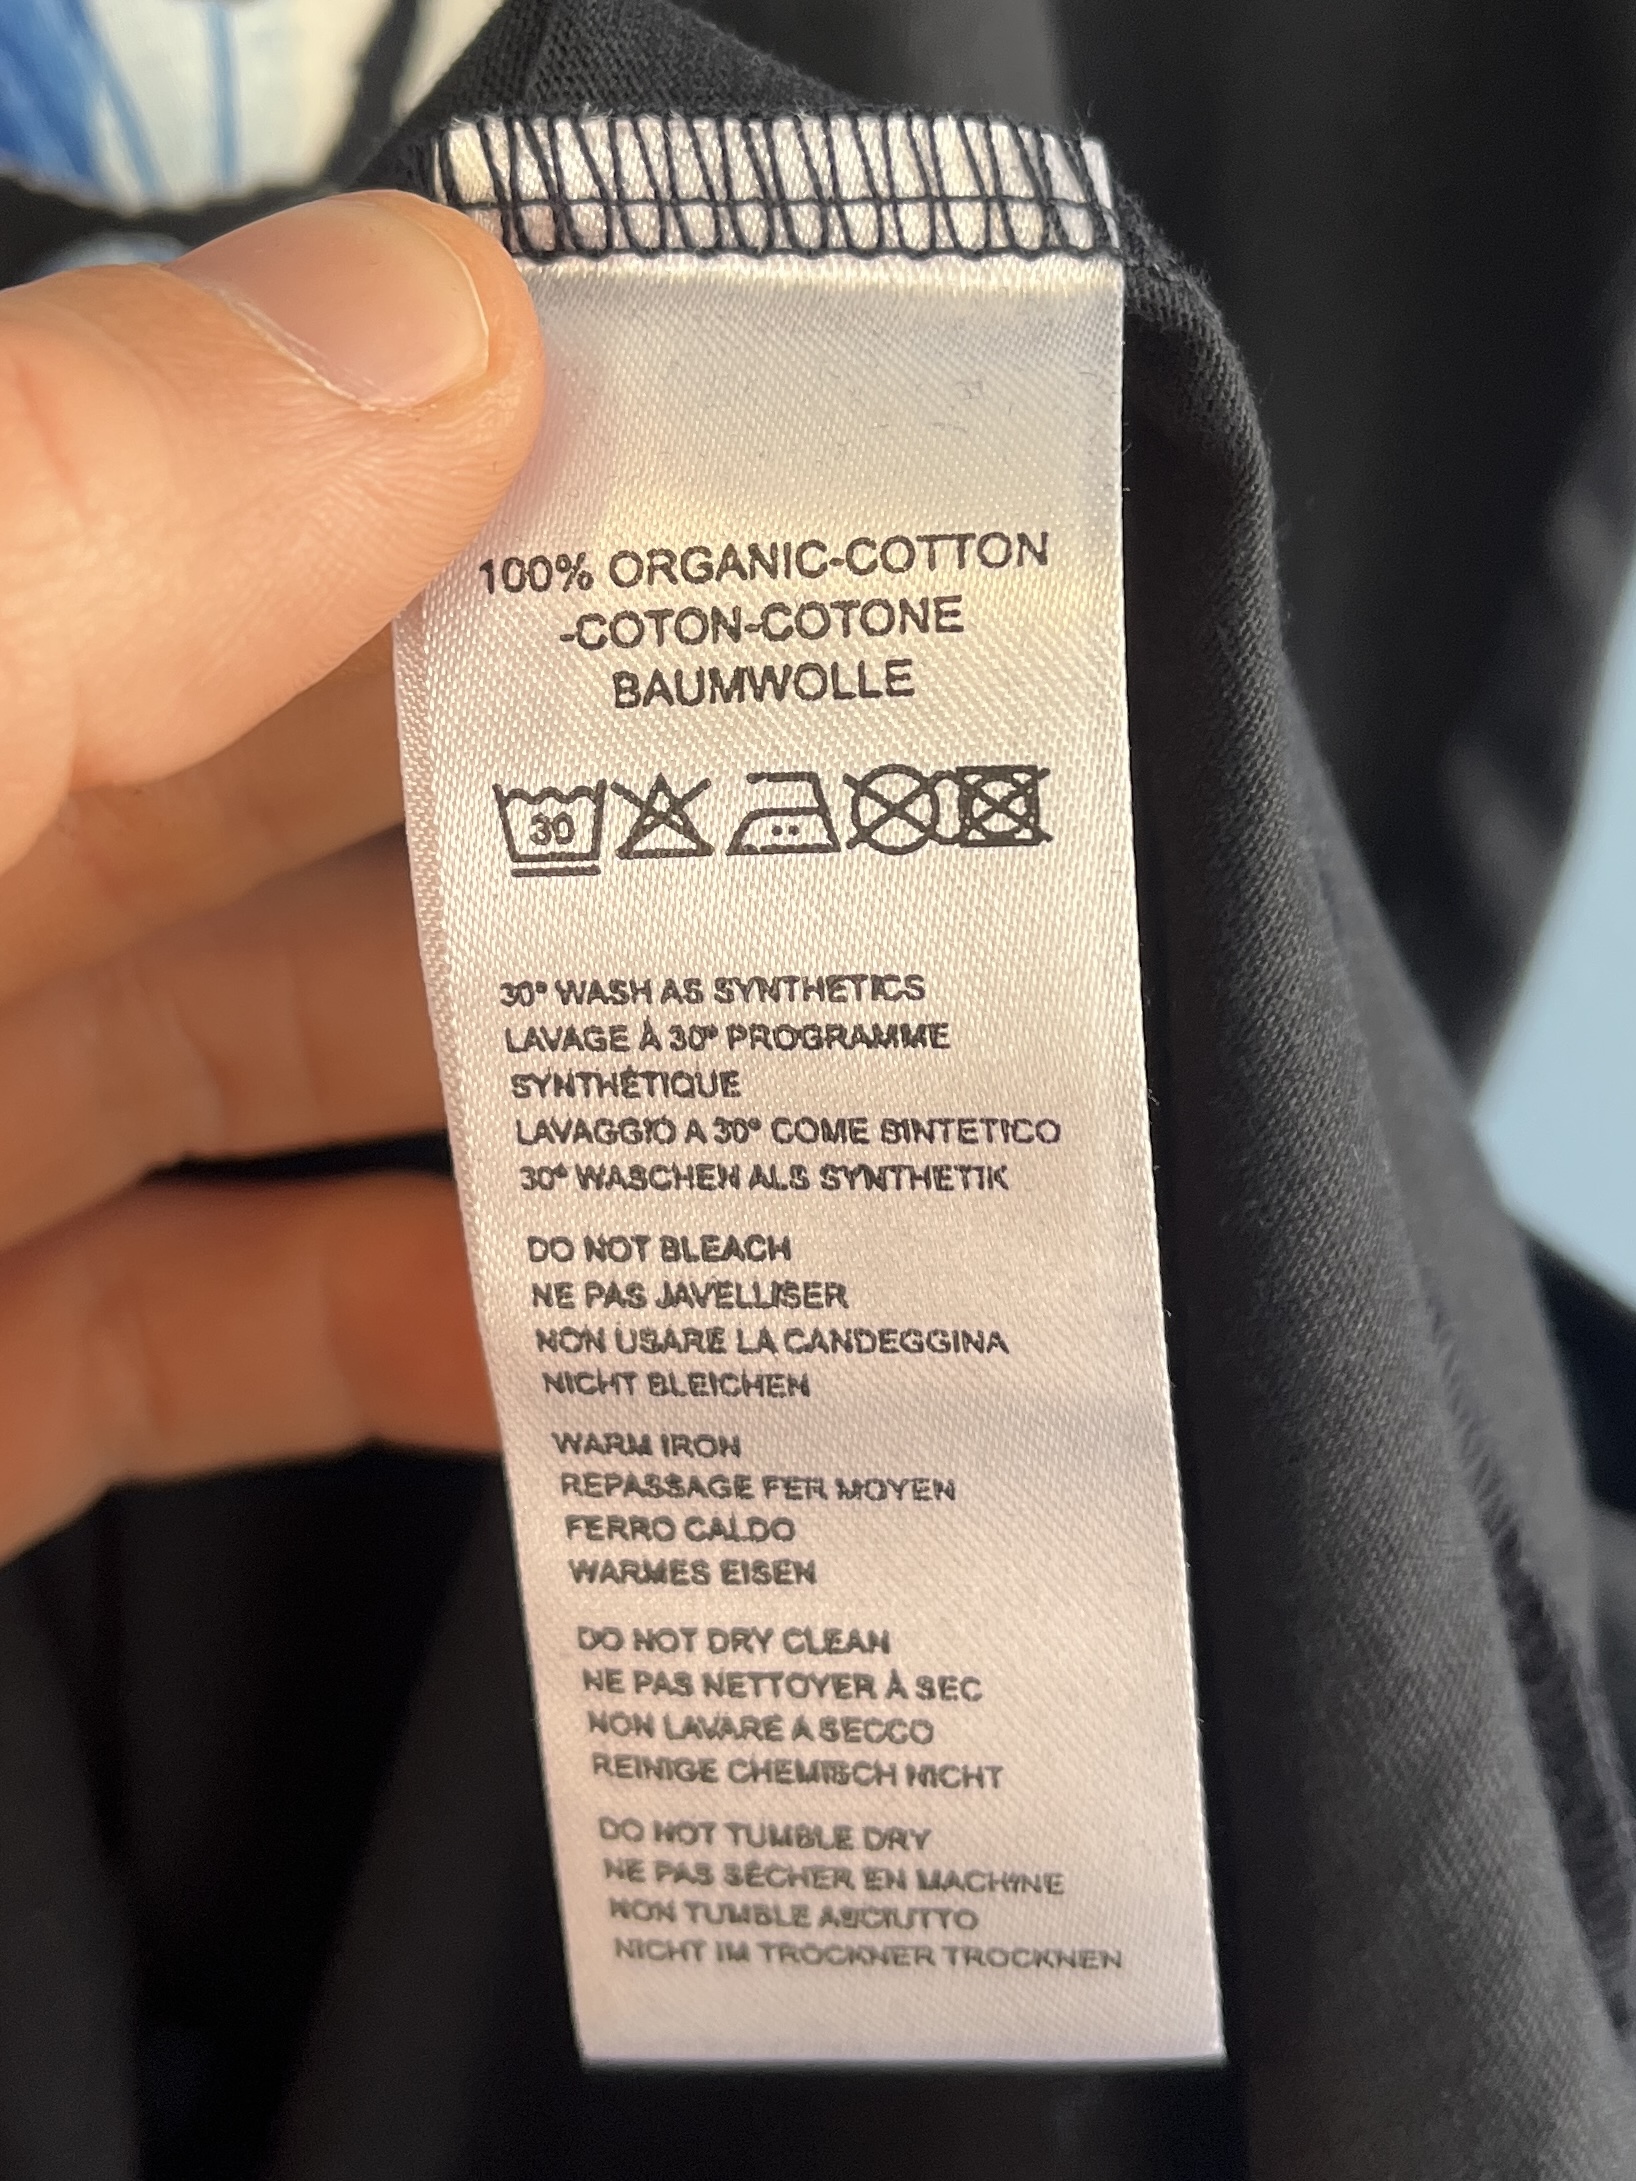 100% ORGANIC-COTTON
-COTON-COTONE
BAUMWOLLE
30
30° WASH AS SYNTHETICS
LAVAGE À 30° PROGRAMME
SYNTHÉTIQUE
LAVAGGIO A 30° COME SINTETICO
30° WASCHEN ALS SYNTHETIK
DO NOT BLEACH
NE PAS JAVELLISER
NON USARE LA CANDEGGINA
NICHT BLEICHEN
WARM IRON
REPASSAGE FER MOYEN
FERRO CALDO
WARMES EISEN
DO NOT DRY CLEAN
NE PAS NETTOYER À SEC
NON LAVARE A SECCO
REINIGE CHEMISCH NICHT
DO NOT TUMBLE DRY
NE PAS SÉCHER EN MACHINE
NON TUMBLE ASCIUTTO
NICHT IM TROCKNER TROCKNEN